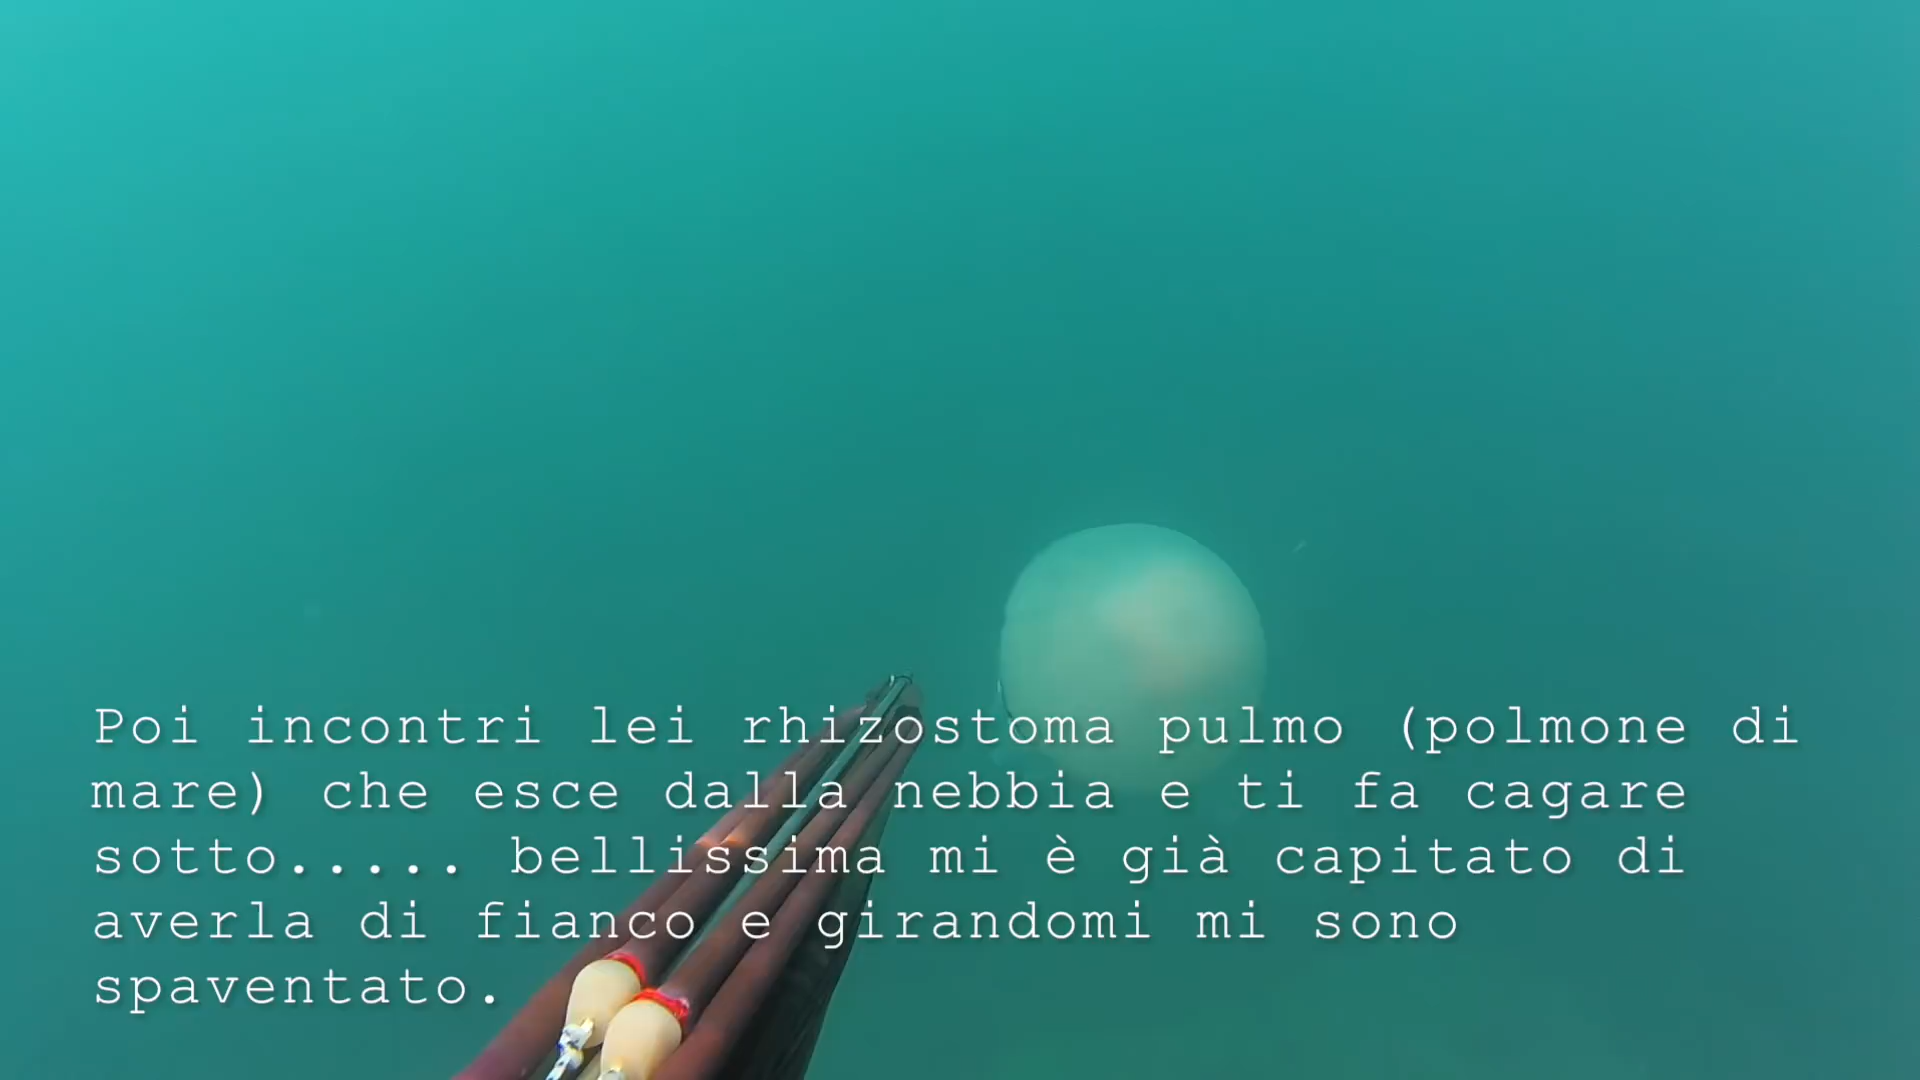 Poi incontri lei rhizostoma pulmo (polmone di
mare) che esce dalla nebbia e ti fa cagare
sotto..... bellissima mi è già capitato di
averla di fianco e girandomi mi sono
spaventato.